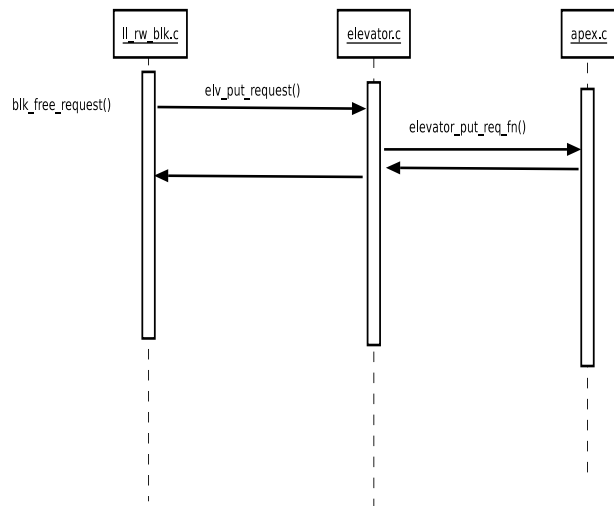 ll_rw_blk.c
elevator.c
apex.c
elv_put_request()
blk_free_request()
elevator_put_req_fn()